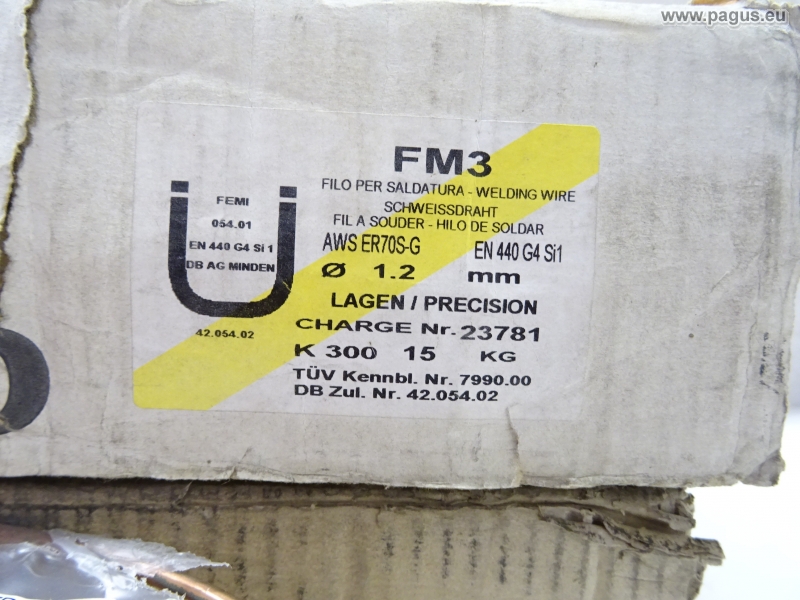 www.pagus.eu
FM3
FILO PER SALDATURA - WELDING WIRE
SCHWEISSDRAHT
FIL A SOUDER - HILO DE SOLDAR
AWS ER70S-G EN 440 G4 Si1
Ø 1.2 mm
LAGEN / PRECISION
CHARGE Nr. 23781
K 300 15 KG
TÜV Kennbl. Nr. 7990.00
DB Zul. Nr. 42.054.02
FEMI
054.01
EN 440 G4 Si 1
DB AG MINDEN
42.054.02